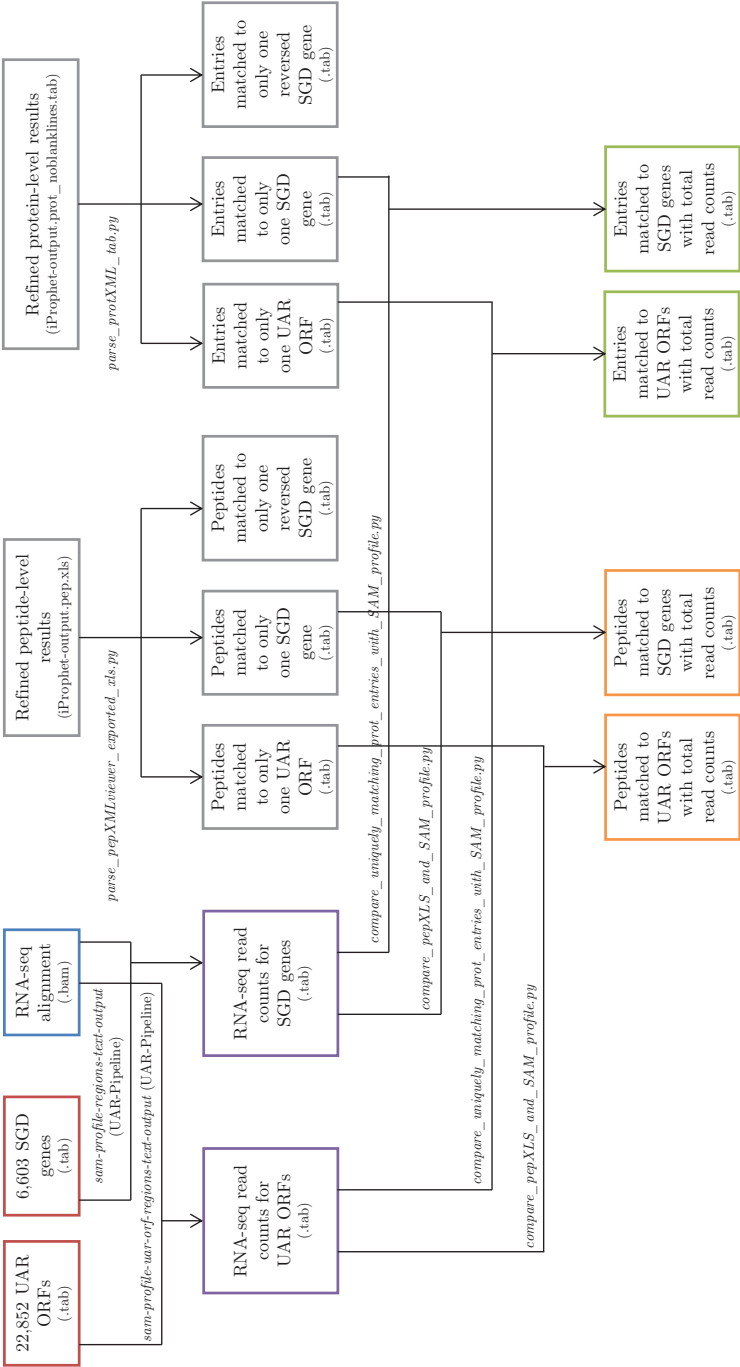 22,852 UAR
ORFs
(.tab)
6,603 SGD
genes
(.tab)
RNA-seq
alignment
(.bam)
Refined peptide-level
results
(iProphet-output.pep.xls)
Refined protein-level results
(iProphet-output.prot_noblanklines.tab)
sam-profile-regions-text-output
(UAR-Pipeline)
sam-profile-uar-orf-regions-text-output (UAR-Pipeline)
parse_pepXMLviewer_exported_xls.py
parse_protXML_tab.py
RNA-seq read
counts for
UAR ORFs
(.tab)
RNA-seq read
counts for
SGD genes
(.tab)
Peptides
matched
to only
one UAR
ORF
(.tab)
Peptides
matched
to only
one SGD
gene
(.tab)
Peptides
matched to
only one
reversed
SGD gene
(.tab)
Entries
matched
to only
one UAR
ORF
(.tab)
Entries
matched
to only
one SGD
gene
(.tab)
Entries
matched to
only one
reversed
SGD gene
(.tab)
compare_uniquely_matching_prot_entries_with_SAM_profile.py
compare_pepXLS_and_SAM_profile.py
compare_uniquely_matching_prot_entries_with_SAM_profile.py
compare_pepXLS_and_SAM_profile.py
Peptides
matched to
UAR ORFs
with total
read counts
(.tab)
Peptides
matched to
SGD genes
with total
read counts
(.tab)
Entries
matched to
UAR ORFs
with total
read counts
(.tab)
Entries
matched to
SGD genes
with total
read counts
(.tab)